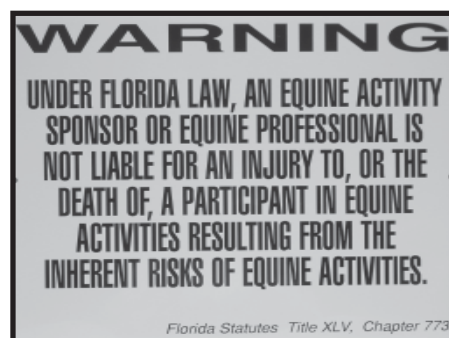 WARNING
UNDER FLORIDA LAW, AN EQUINE ACTIVITY
SPONSOR OR EQUINE PROFESSIONAL IS
NOT LIABLE FOR AN INJURY TO, OR THE
DEATH OF, A PARTICIPANT IN EQUINE
ACTIVITIES RESULTING FROM THE
INHERENT RISKS OF EQUINE ACTIVITIES.
Florida Statutes Title XLV, Chapter 773